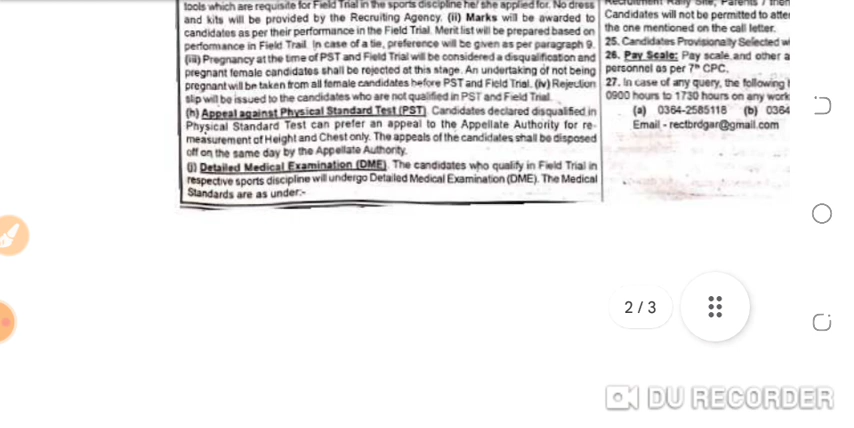 tools which are requisite for Field Trial in the sports discipline he/ she applied for. No dress
and kits will be provided by the Recruiting Agency. (ii) Marks will be awarded to
candidates as per their performance in the Field Trial. Merit list will be prepared based on
performance in Field Trail. In case of a tie, preference will be given as per paragraph 9.
(iii) Pregnancy at the time of PST and Field Trial will be considered a disqualification and
pregnant female candidates shall be rejected at this stage. An undertaking of not being
pregnant will be taken from all female candidates before PST and Field Trial. (iv) Rejection
slip will be issued to the candidates who are not qualified in PST and Field Trial.
(h) Appeal against Physical Standard Test (PST). Candidates declared disqualified in
Physical Standard Test can prefer an appeal to the Appellate Authority for re-
measurement of Height and Chest only. The appeals of the candidates shall be disposed
off on the same day by the Appellate Authority.
(i) Detailed Medical Examination (DME). The candidates who qualify in Field Trial in
respective sports discipline will undergo Detailed Medical Examination (DME). The Medical
Standards are as under:-
Recruitment Rally Site, Parents /
Candidates will not be permitted to atte
the one mentioned on the call letter.
25. Candidates Provisionally Selected w
26. Pay Scale: Pay scale and other a
personnel as per 7th CPC.
27. In case of any query, the following
0900 hours to 1730 hours on any work
(a) 0364-2585118 (b) 0364
Email - rectbrdgar@gmail.com
2 / 3
DU RECORDER